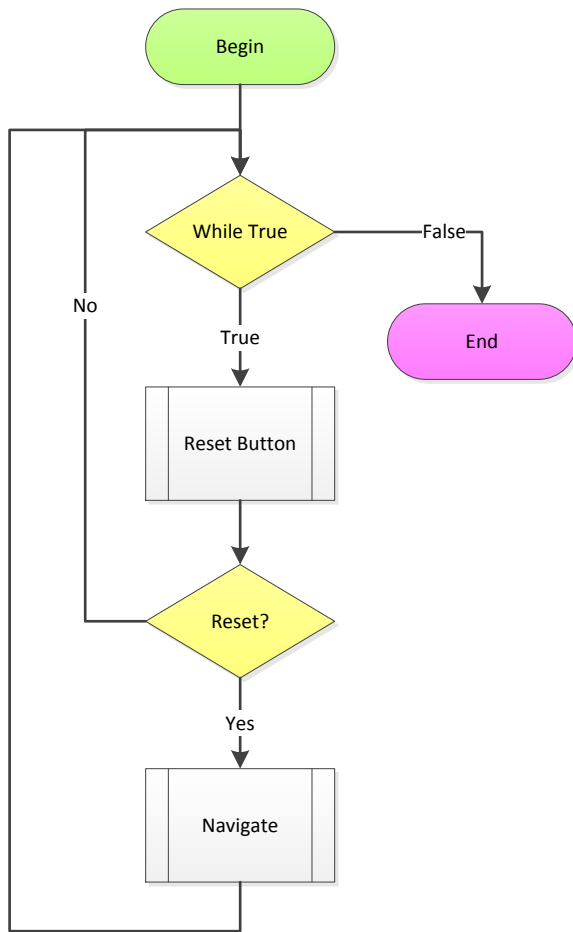 Begin
While True
False
No
End
True
Reset Button
Reset?
Yes
Navigate